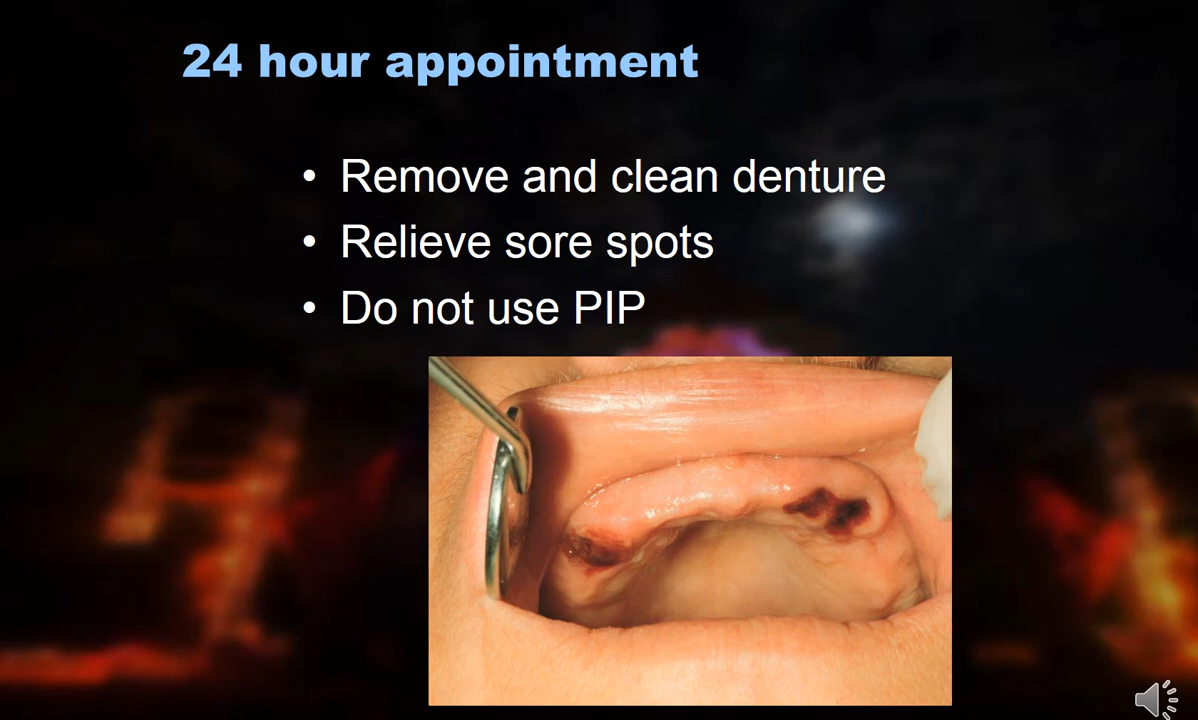 24 hour appointment
• Remove and clean denture
• Relieve sore spots
• Do not use PIP